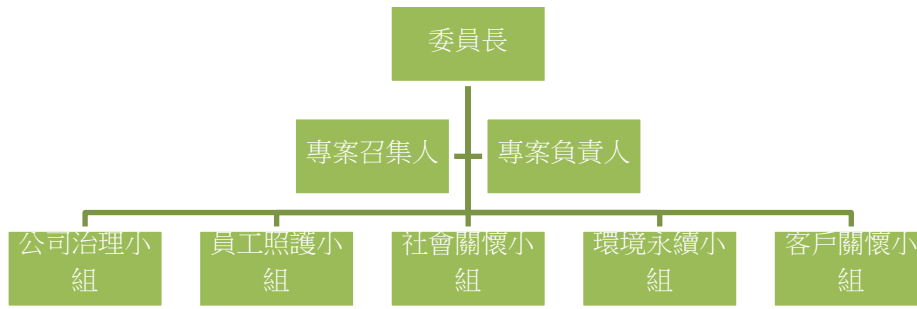 委員長
專案召集人
專案負責人
公司治理小
組
員工照護小
組
社會關懷小
組
環境永續小
組
客戶關懷小
組